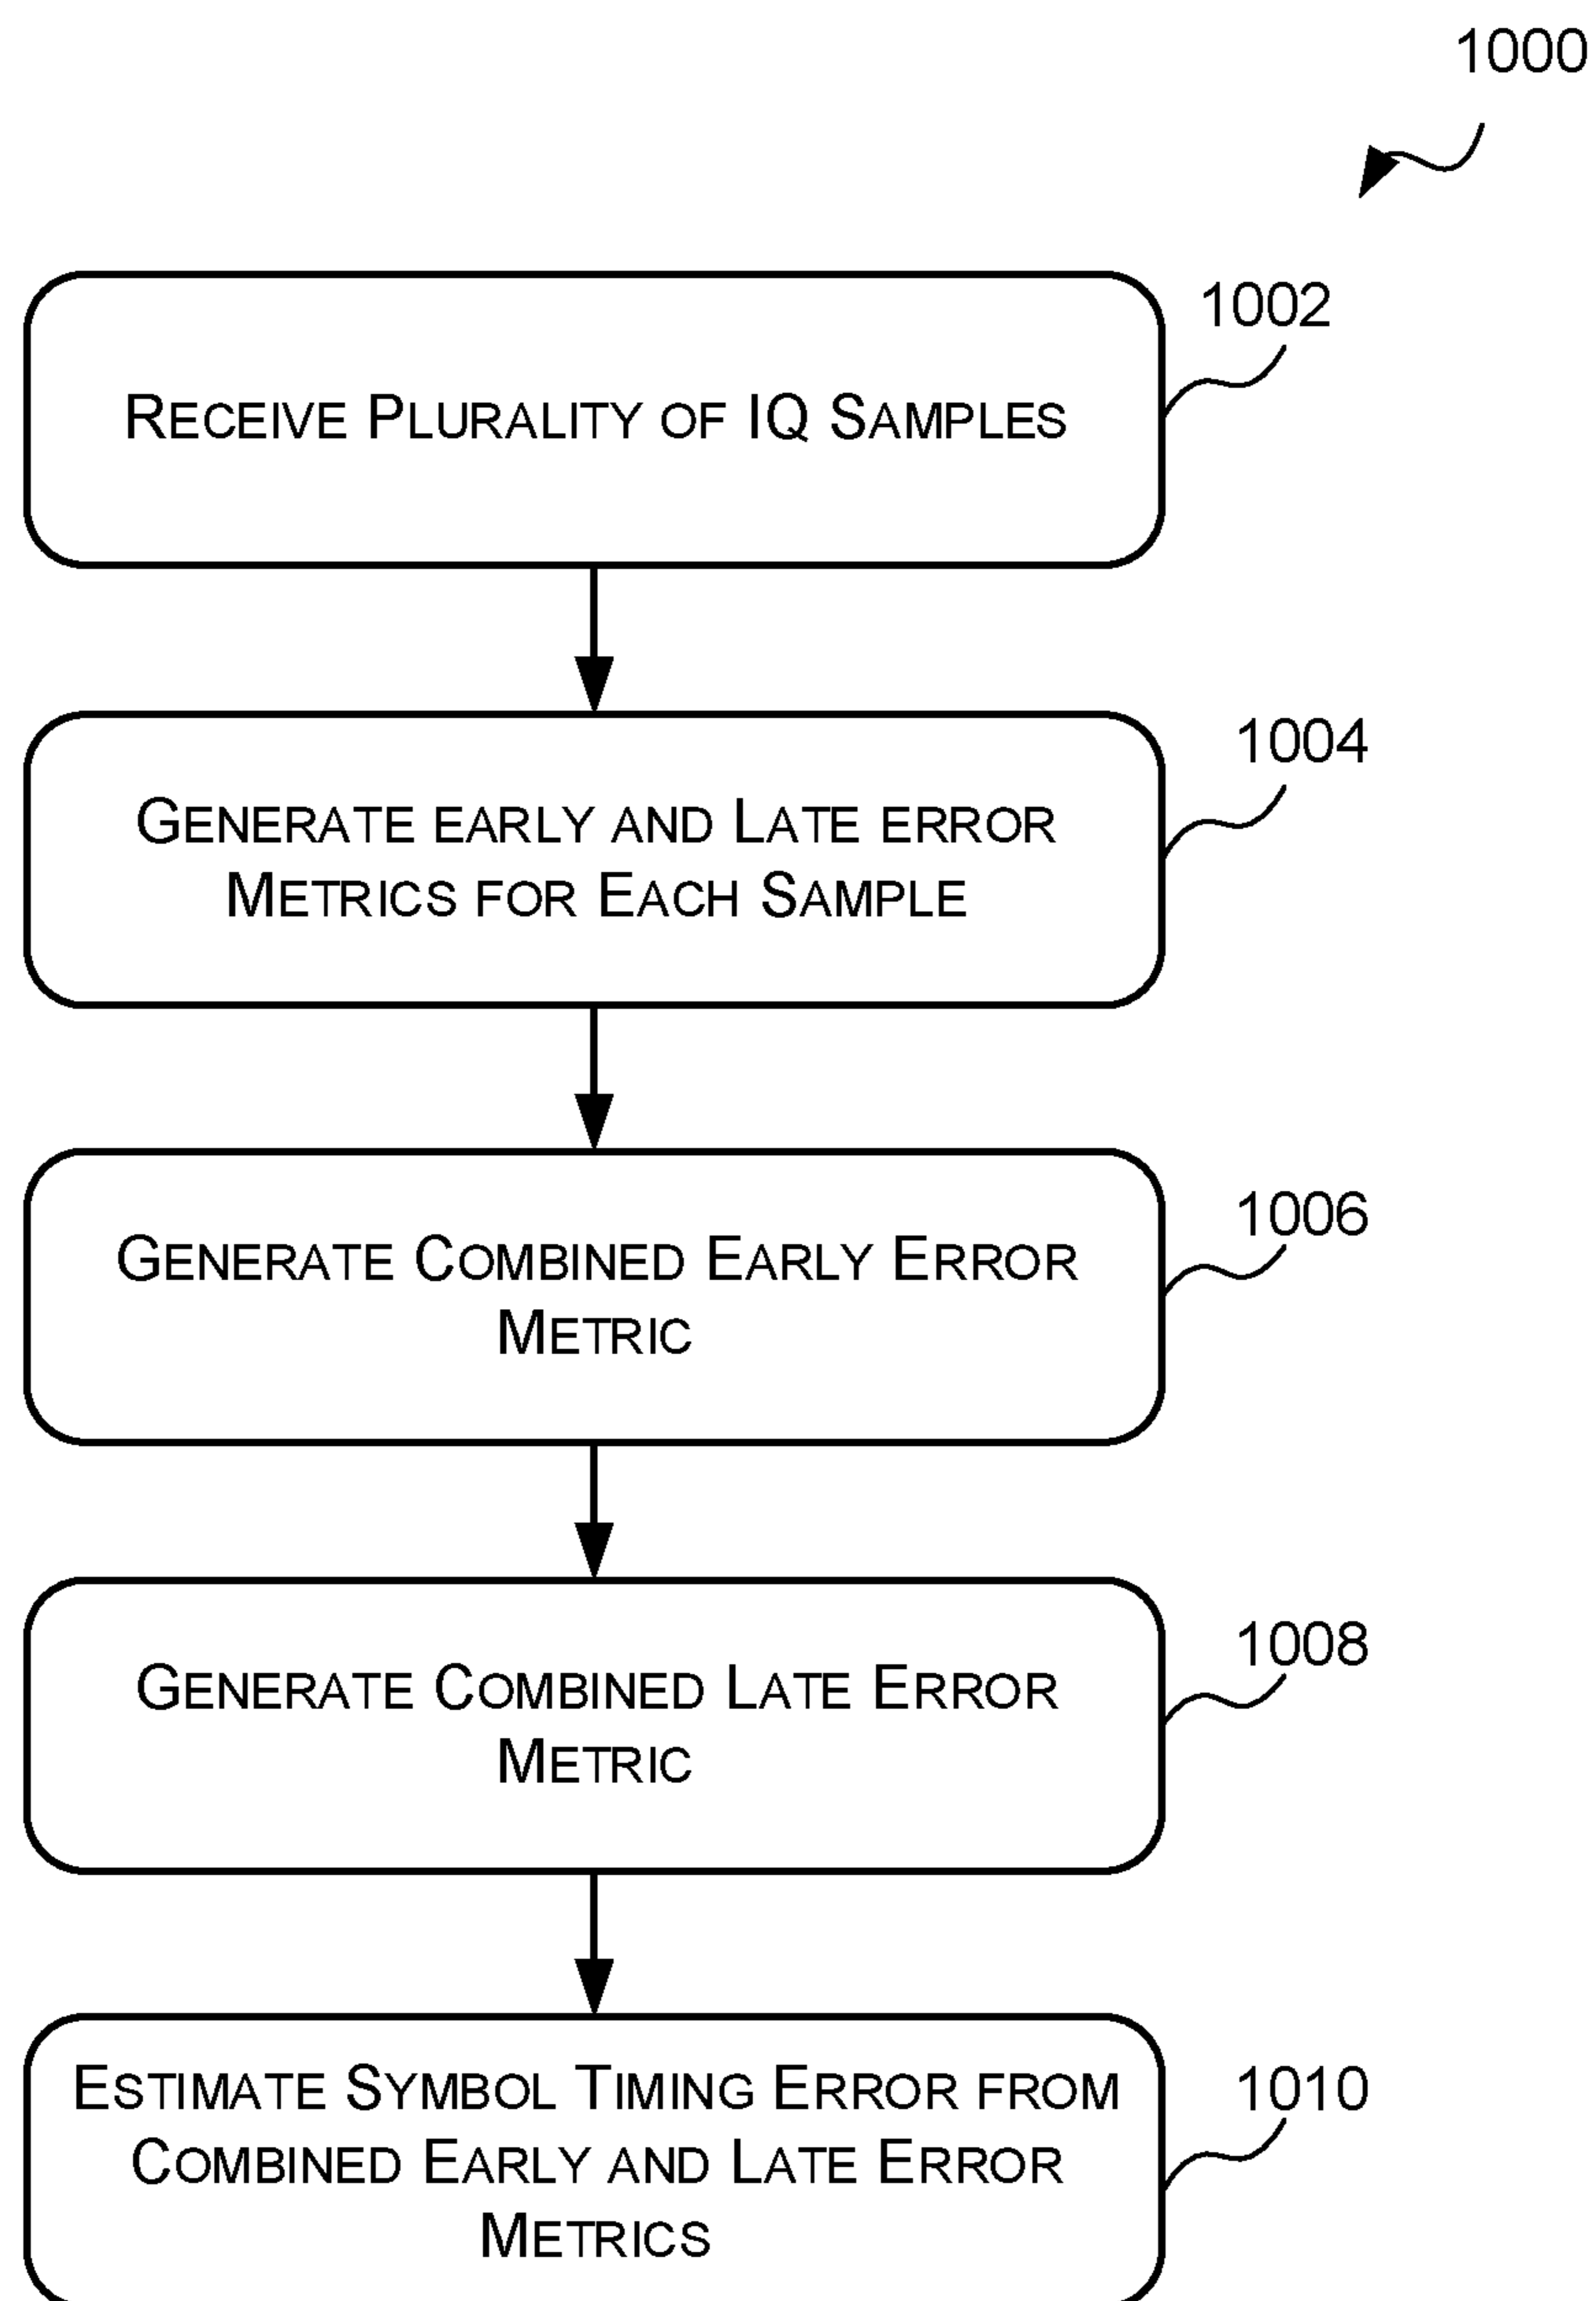 1000
1002
RECEIVE PLURALITY OF IQ SAMPLES
1004
GENERATE EARLY AND LATE ERROR
METRICS FOR EACH SAMPLE
1006
GENERATE COMBINED EARLY ERROR
METRIC
1008
GENERATE COMBINED LATE ERROR
METRIC
1010
ESTIMATE SYMBOL TIMING ERROR FROM
COMBINED EARLY AND LATE ERROR
METRICS